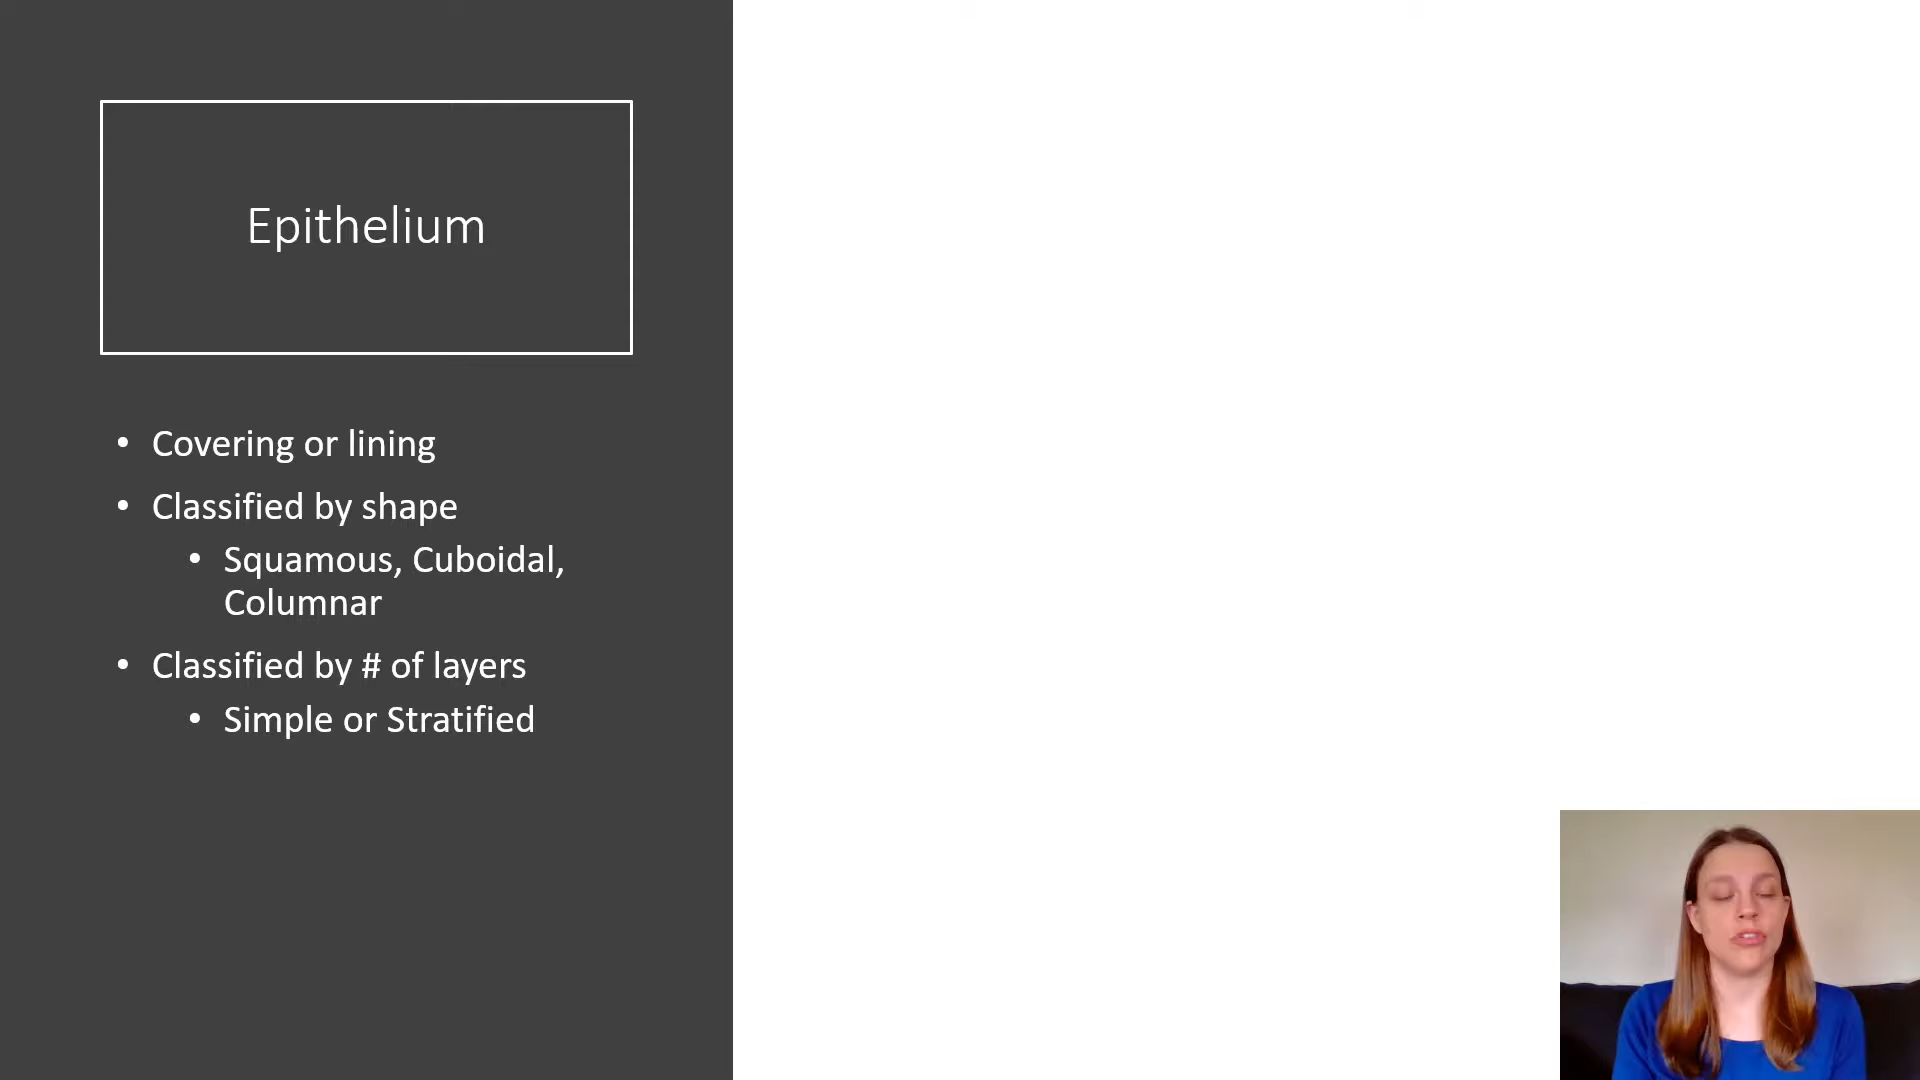 Epithelium
• Covering or lining
• Classified by shape
• Squamous, Cuboidal,
Columnar
• Classified by # of layers
• Simple or Stratified